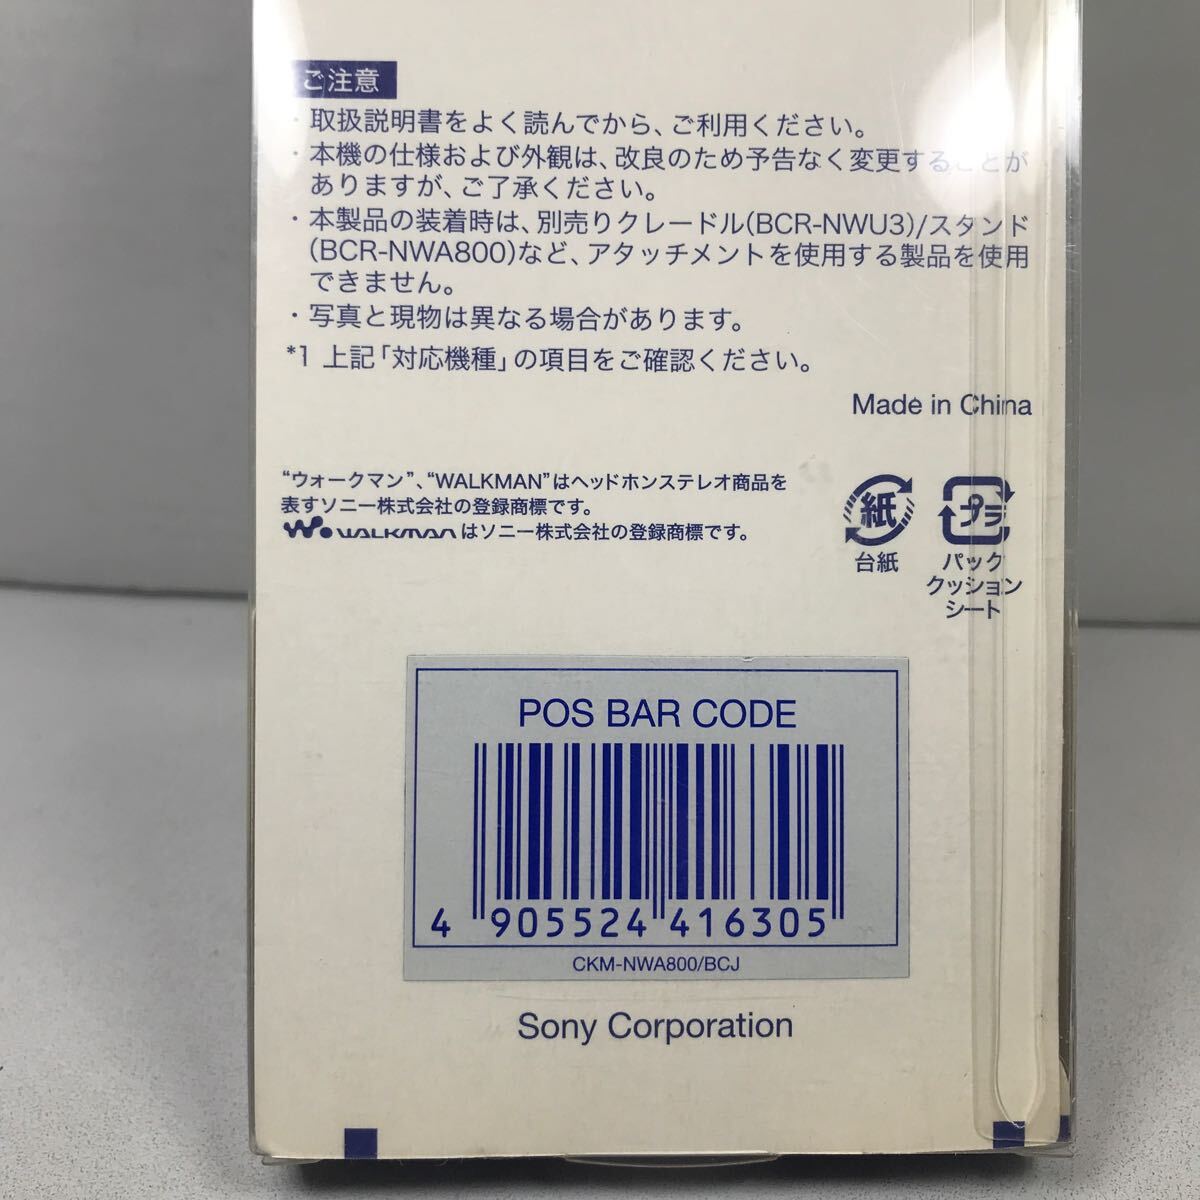 ご注意
・取扱説明書をよく読んでから、ご利用ください。
・本機の仕様および外観は、改良のため予告なく変更することが
ありますが、ご了承ください。
・本製品の装着時は、別売りクレードル(BCR-NWU3)/スタンド
(BCR-NWA800)など、アタッチメントを使用する製品を使用
できません。
・写真と現物は異なる場合があります。
*1 上記「対応機種」の項目をご確認ください。
Made in China
“ウォークマン”、“WALKMAN”はヘッドホンステレオ商品を
表すソニー株式会社の登録商標です。
WALKMANはソニー株式会社の登録商標です。
紙
台紙
プラ
パック
クッション
シート
POS BAR CODE
4 905524 416305
CKM-NWA800/BCJ
Sony Corporation